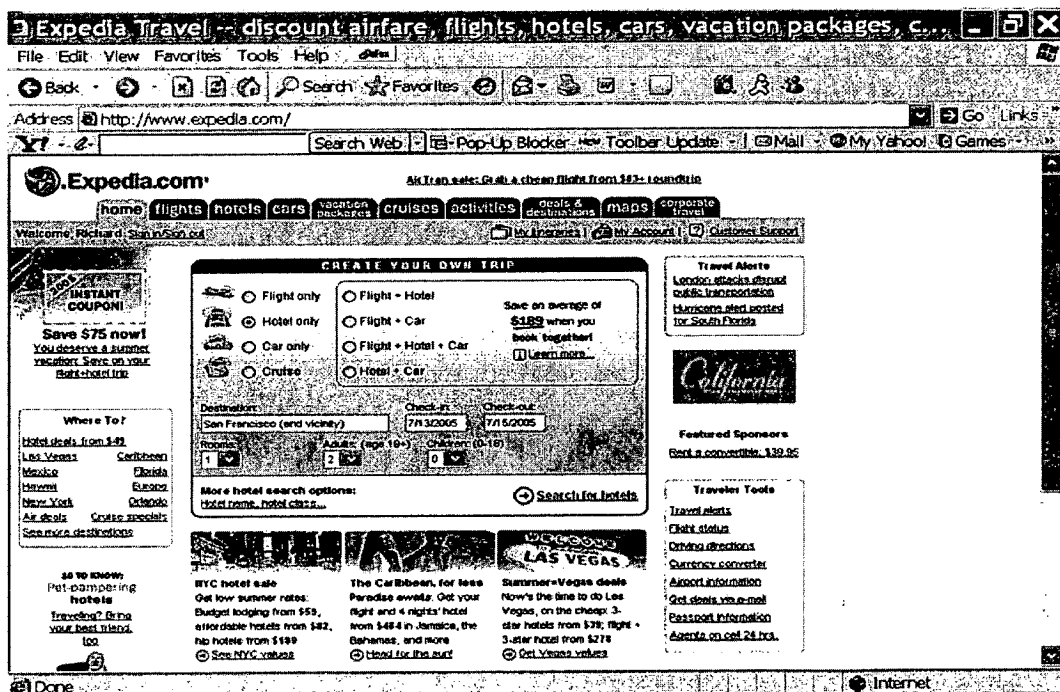 Expedia Travel -- discount airfare, flights, hotels, cars, vacation packages, c...
File Edit View Favorites Tools Help
Back Search Favorites
Address http://www.expedia.com/ Go Links
Y! Search Web Pop-Up Blocker Toolbar Update Mail My Yahoo! Games
Expedia.com
AirTran sale: Grab a cheap flight from $83+ roundtrip
home flights hotels cars vacation packages cruises activities deals & destinations maps corporate travel
Welcome, Richard. Sign in/Sign out My Itineraries | My Account | Customer Support
2005
INSTANT
COUPON!
Save $75 now!
You deserve a summer
vacation: Save on your
flight+hotel trip
Where To?
Hotel deals from $49
Las Vegas Caribbean
Mexico Florida
Hawaii Europe
New York Orlando
Air deals Cruise specials
See more destinations
GO TO KNOW:
Pet-pampering
hotels
Traveling? Bring
your best friend,
too
CREATE YOUR OWN TRIP
Flight only
Hotel only
Car only
Cruise
Flight + Hotel
Flight + Car
Flight + Hotel + Car
Hotel + Car
Save an average of
$189 when you
book together!
Learn more...
Destination: Check-in: Check-out:
San Francisco (and vicinity) 7/13/2005 7/15/2005
Rooms: Adults: (age 19+) Children: (0-18)
1 2 0
More hotel search options:
Hotel name, hotel class...
Search for hotels
NYC hotel sale
Get low summer rates:
Budget lodging from $59,
affordable hotels from $82,
hip hotels from $189
See NYC values
The Caribbean, for less
Paradise awaits: Get your
flight and 4 nights' hotel
from $484 in Jamaica, the
Bahamas, and more
Head for the surf
WELCOME
LAS VEGAS
Summer=Vegas deals
Now's the time to do Las
Vegas, on the cheap: 3-
star hotels from $39; flight +
3-star hotel from $278
Get Vegas values
Travel Alerts
London attacks disrupt
public transportation
Hurricane alert posted
for South Florida
California
Featured Sponsors
Rent a convertible, $39.95
Traveler Tools
Travel alerts
Flight status
Driving directions
Currency converter
Airport information
Get deals via e-mail
Passport information
Agents on call 24 hrs.
Done Internet